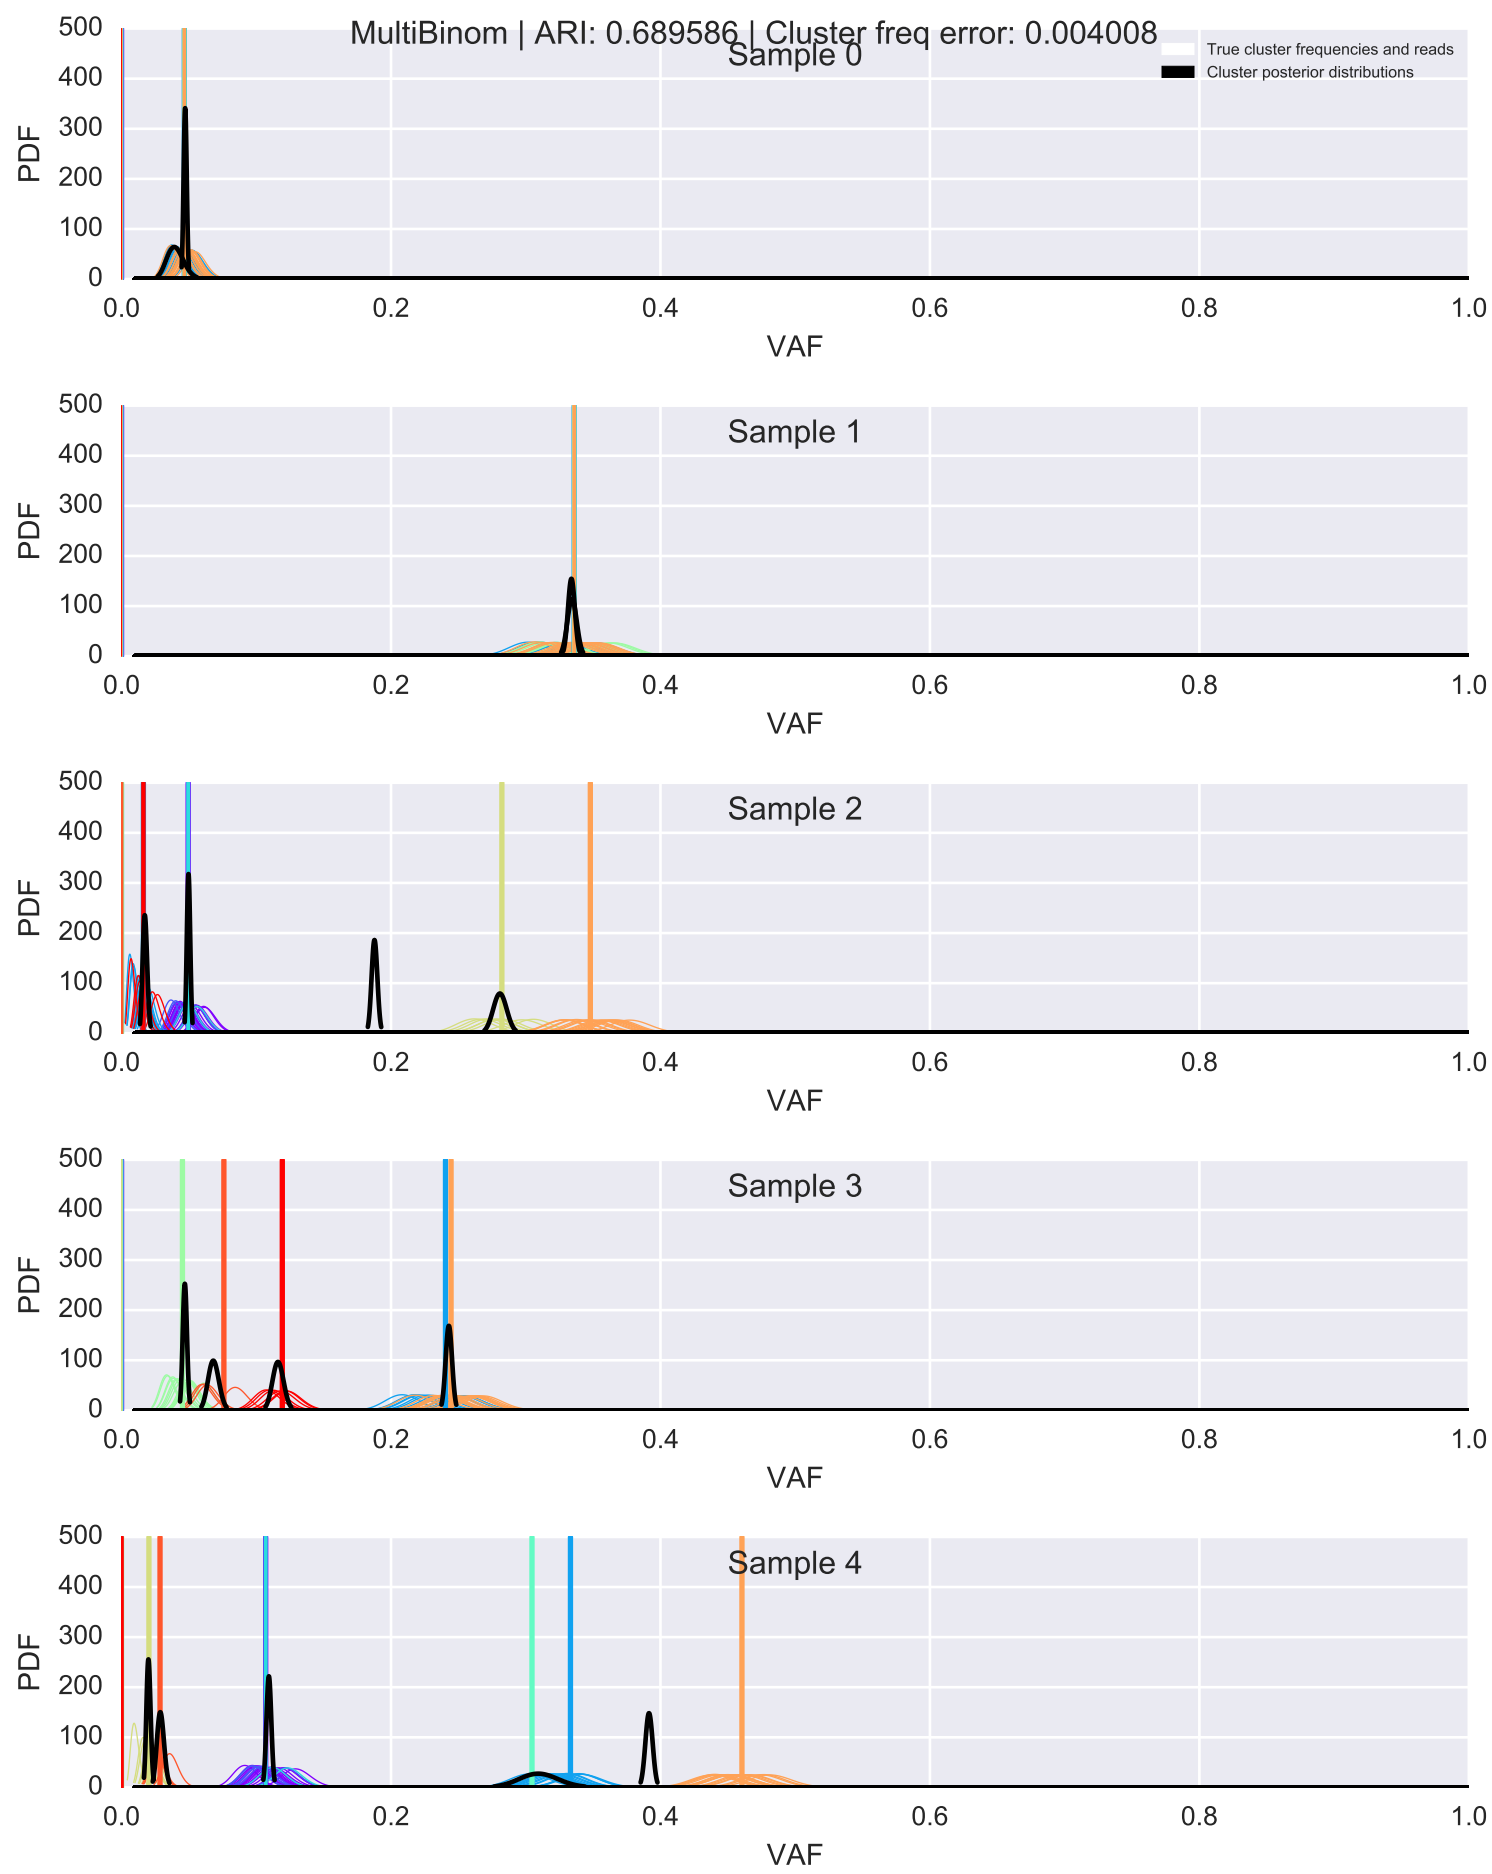 MultiBinom | ARI: 0.689586 | Cluster freq error: 0.004008
Sample 0
True cluster frequencies and reads
Cluster posterior distributions
PDF
500
400
300
200
100
0
0.0 0.2 0.4 0.6 0.8 1.0
VAF
Sample 1
PDF
500
400
300
200
100
0
0.0 0.2 0.4 0.6 0.8 1.0
VAF
Sample 2
PDF
500
400
300
200
100
0
0.0 0.2 0.4 0.6 0.8 1.0
VAF
Sample 3
PDF
500
400
300
200
100
0
0.0 0.2 0.4 0.6 0.8 1.0
VAF
Sample 4
PDF
500
400
300
200
100
0
0.0 0.2 0.4 0.6 0.8 1.0
VAF